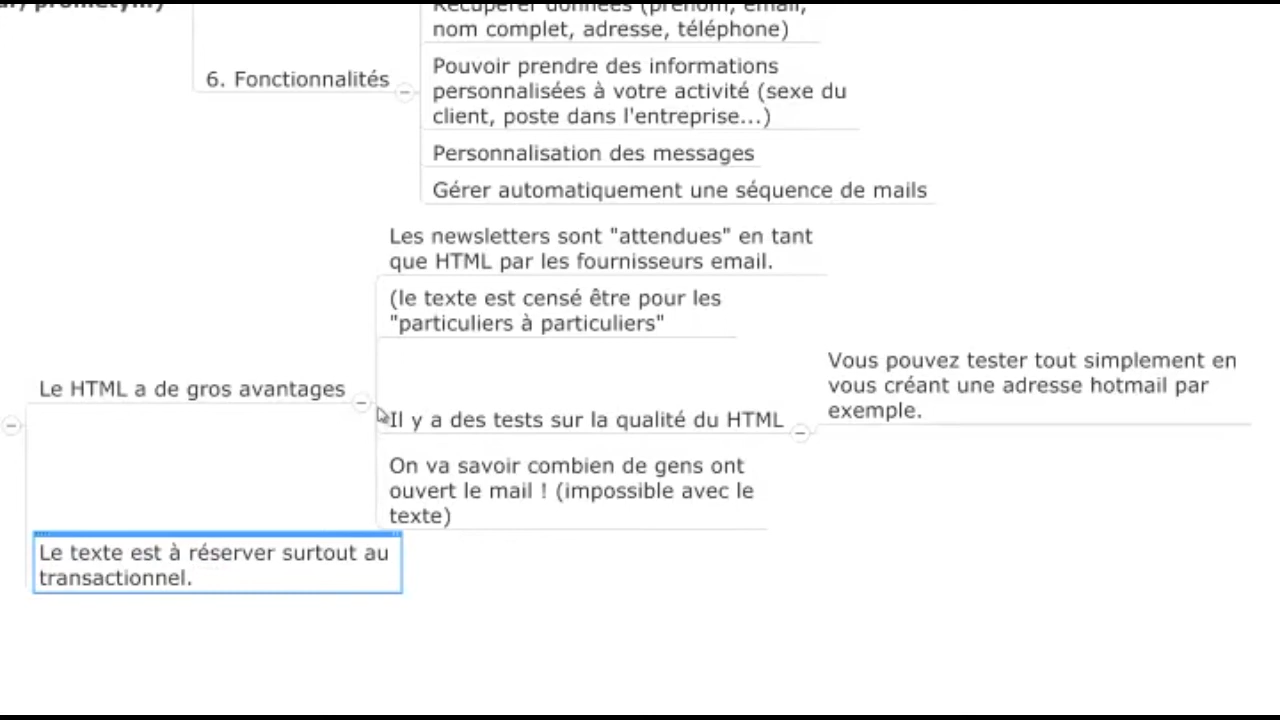 Récupérer données (prénom, email,
nom complet, adresse, téléphone)
6. Fonctionnalités
Pouvoir prendre des informations
personnalisées à votre activité (sexe du
client, poste dans l'entreprise...)
Personnalisation des messages
Gérer automatiquement une séquence de mails
Les newsletters sont "attendues" en tant
que HTML par les fournisseurs email.
(le texte est censé être pour les
"particuliers à particuliers"
Le HTML a de gros avantages
Il y a des tests sur la qualité du HTML
Vous pouvez tester tout simplement en
vous créant une adresse hotmail par
exemple.
On va savoir combien de gens ont
ouvert le mail ! (impossible avec le
texte)
Le texte est à réserver surtout au
transactionnel.